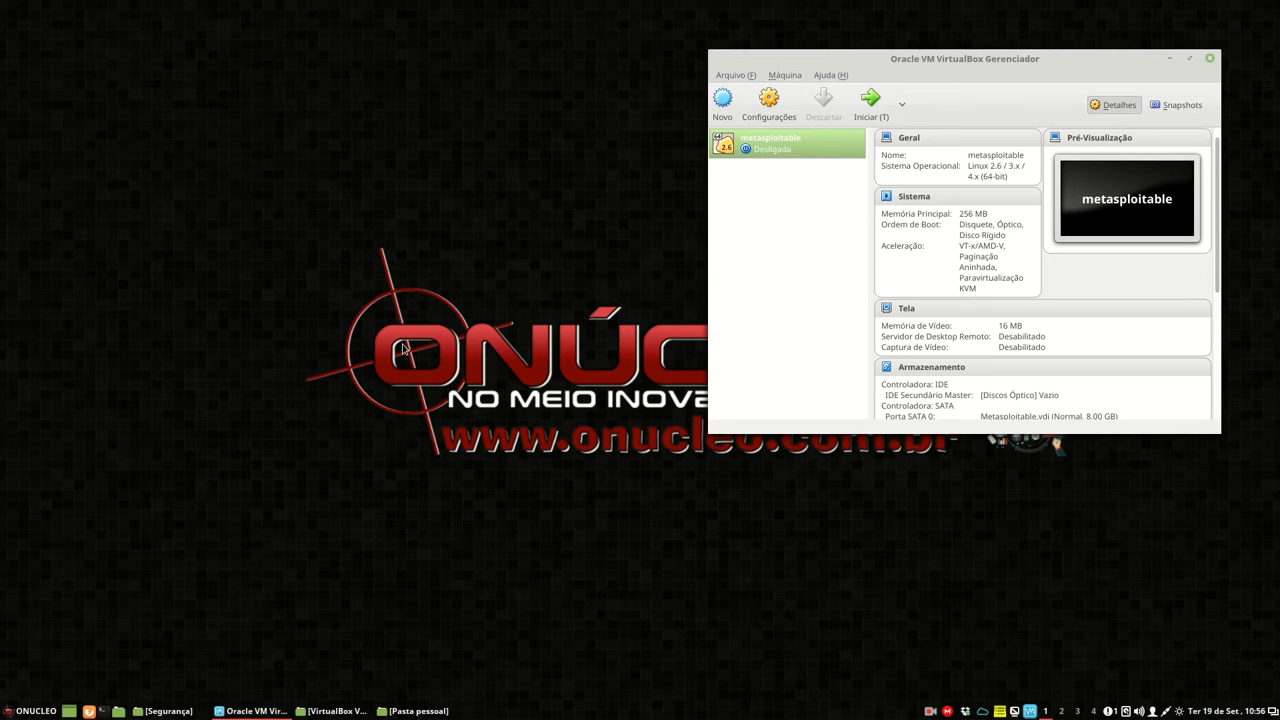 Oracle VM VirtualBox Gerenciador
Arquivo (F) Máquina Ajuda (H)
Novo Configurações Descartar Iniciar (T) Detalhes Snapshots
64
2.6
metasploitable
Desligada
Geral
Nome: metasploitable
Sistema Operacional: Linux 2.6 / 3.x /
4.x (64-bit)
Pré-Visualização
metasploitable
Sistema
Memória Principal: 256 MB
Ordem de Boot: Disquete, Óptico,
Disco Rígido
Aceleração: VT-x/AMD-V,
Paginação
Aninhada,
Paravirtualização
KVM
Tela
Memória de Vídeo: 16 MB
Servidor de Desktop Remoto: Desabilitado
Captura de Vídeo: Desabilitado
Armazenamento
Controladora: IDE
IDE Secundário Master: [Discos Óptico] Vazio
Controladora: SATA
Porta SATA 0: Metasploitable.vdi (Normal, 8.00 GB)
ONÚC
NO MEIO INOVA
www.onucleo.com.br
ONUCLEO [Segurança] Oracle VM Vir... [VirtualBox V... [Pasta pessoal] 1 2 3 4 1 Ter 19 de Set, 10:56